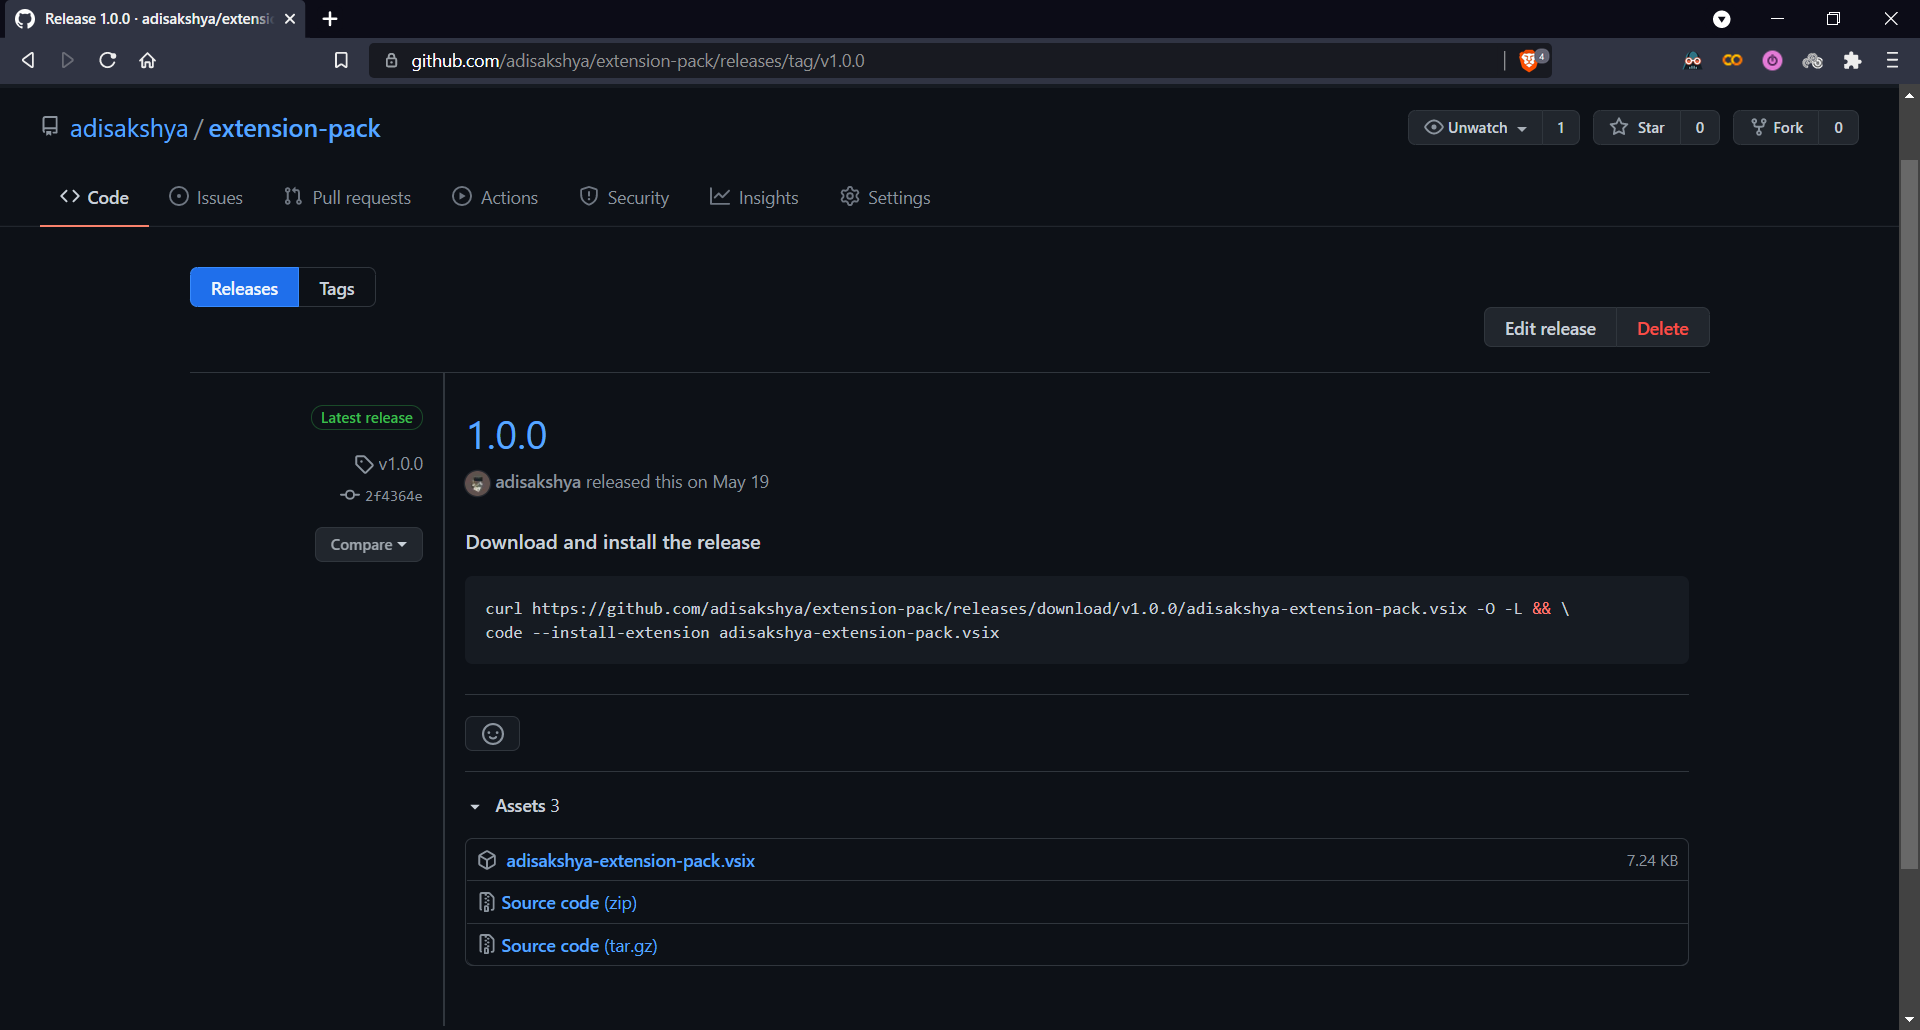 Release 1.0.0 · adisakshya/extensi
github.com/adisakshya/extension-pack/releases/tag/v1.0.0
4
adisakshya / extension-pack
Unwatch 1
Star 0
Fork 0
Code
Issues
Pull requests
Actions
Security
Insights
Settings
Releases
Tags
Edit release
Delete
Latest release
v1.0.0
2f4364e
Compare
1.0.0
adisakshya released this on May 19
Download and install the release
curl https://github.com/adisakshya/extension-pack/releases/download/v1.0.0/adisakshya-extension-pack.vsix -O -L && \
code --install-extension adisakshya-extension-pack.vsix
Assets 3
adisakshya-extension-pack.vsix 7.24 KB
Source code (zip)
Source code (tar.gz)